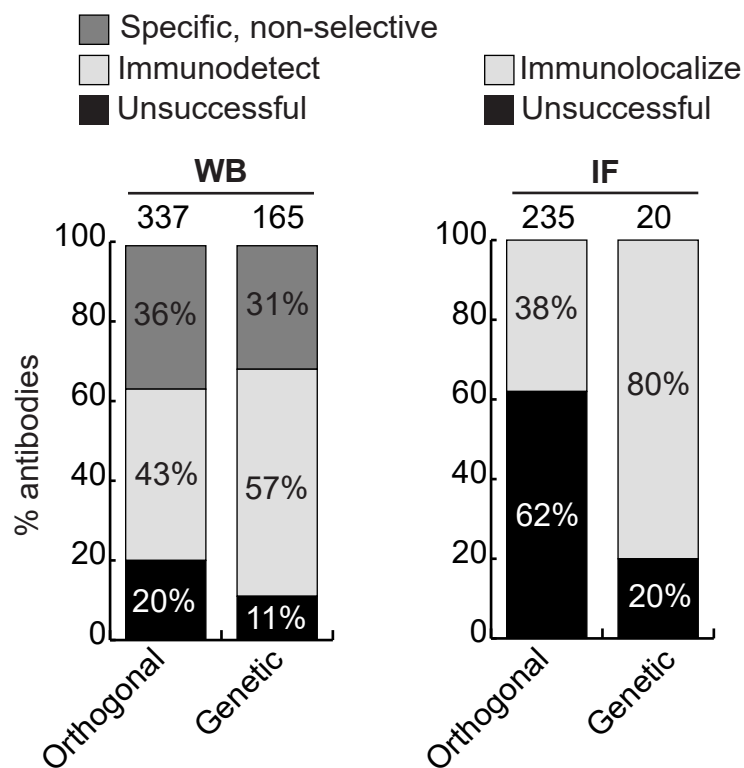 Specific, non-selective
Immunodetect
Unsuccessful
Immunolocalize
Unsuccessful
WB
337 165
% antibodies
100
80
60
40
20
0
36%
43%
20%
31%
57%
11%
Orthogonal
Genetic
IF
235 20
100
80
60
40
20
0
38%
62%
80%
20%
Orthogonal
Genetic